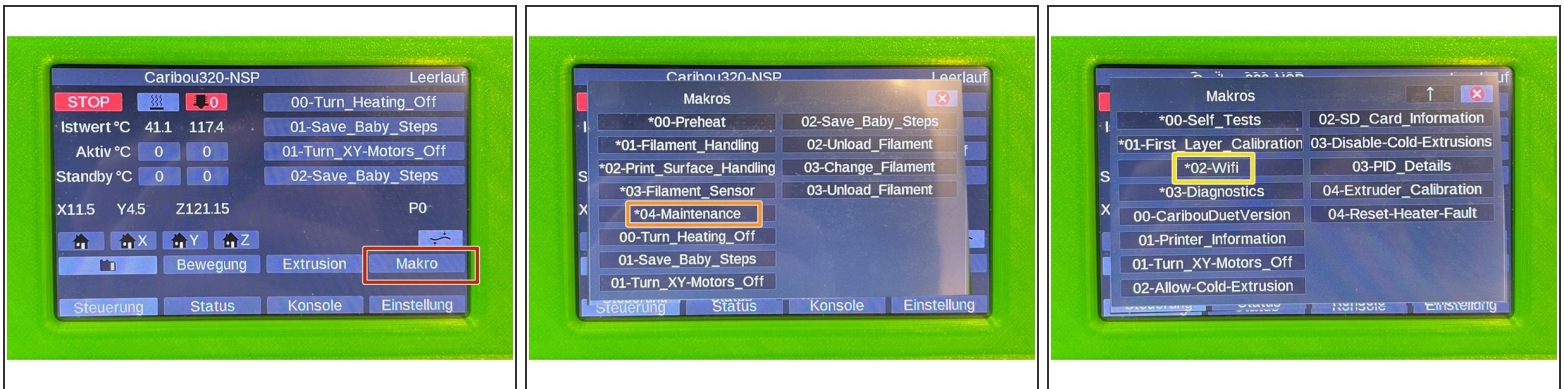 Caribou320-NSP Leerlauf
STOP 0 00-Turn_Heating_Off
Istwert °C 41.1 117.4 01-Save_Baby_Steps
Aktiv °C 0 0 01-Turn_XY-Motors_Off
Standby °C 0 0 02-Save_Baby_Steps
X11.5 Y4.5 Z121.15 P0
X Y Z
Bewegung Extrusion Makro
Steuerung Status Konsole Einstellung
Caribou320-NSP Leerlauf
Makros
*00-Preheat 02-Save_Baby_Steps
*01-Filament_Handling 02-Unload_Filament
*02-Print_Surface_Handling 03-Change_Filament
*03-Filament_Sensor 03-Unload_Filament
*04-Maintenance
00-Turn_Heating_Off
01-Save_Baby_Steps
01-Turn_XY-Motors_Off
Steuerung Status Konsole Einstellung
Makros
*00-Self_Tests 02-SD_Card_Information
*01-First_Layer_Calibration 03-Disable-Cold-Extrusions
*02-Wifi 03-PID_Details
*03-Diagnostics 04-Extruder_Calibration
00-CaribouDuetVersion 04-Reset-Heater-Fault
01-Printer_Information
01-Turn_XY-Motors_Off
02-Allow-Cold-Extrusion
Steuerung Status Konsole Einstellung